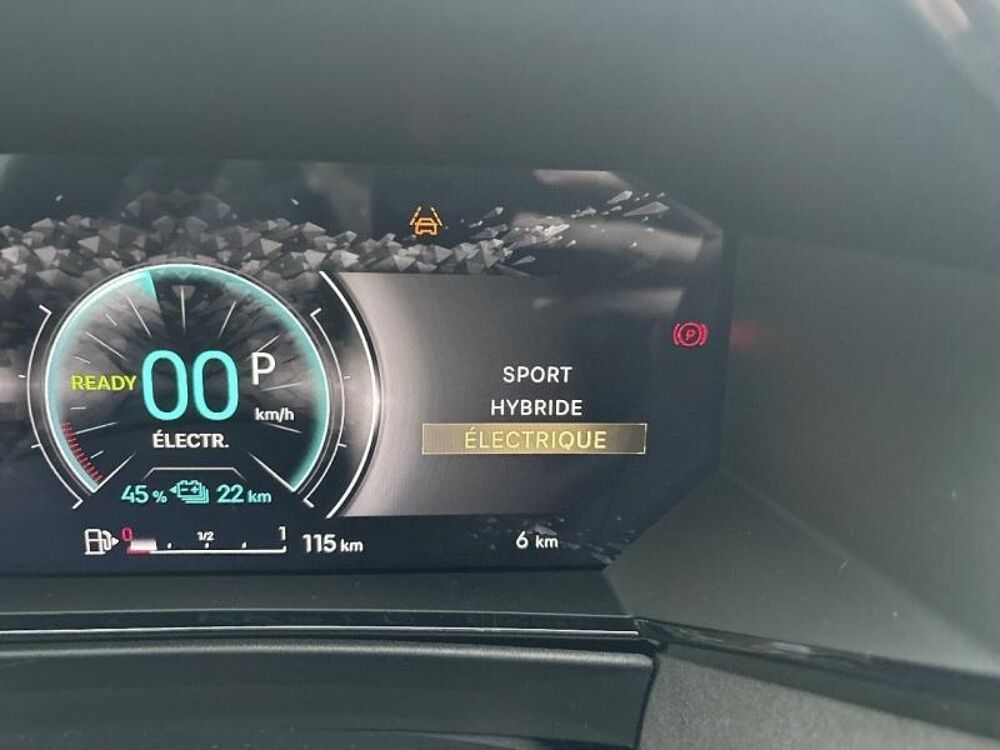 READY 00 P
km/h
ÉLECTR.
45 % 22 km
0 1/2 1 115 km
SPORT
HYBRIDE
ÉLECTRIQUE
P
6 km